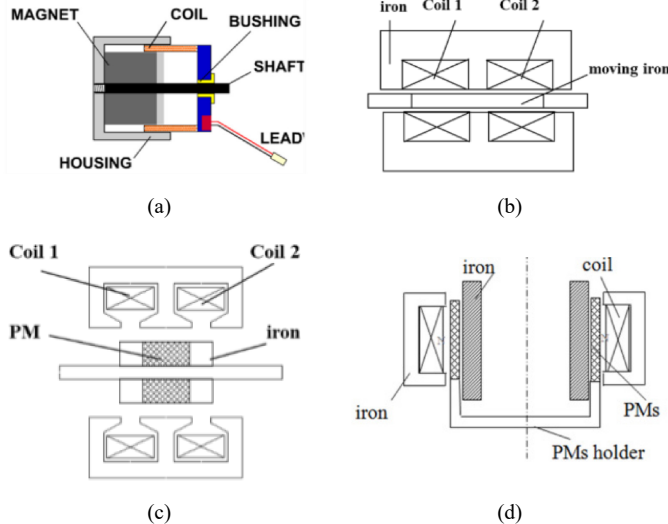 MAGNET
COIL
BUSHING
SHAFT
HOUSING
(a)
iron
Coil 1
Coil 2
moving iron
(b)
Coil 1
Coil 2
PM
iron
(c)
iron
coil
iron
PMs
PMs holder
(d)